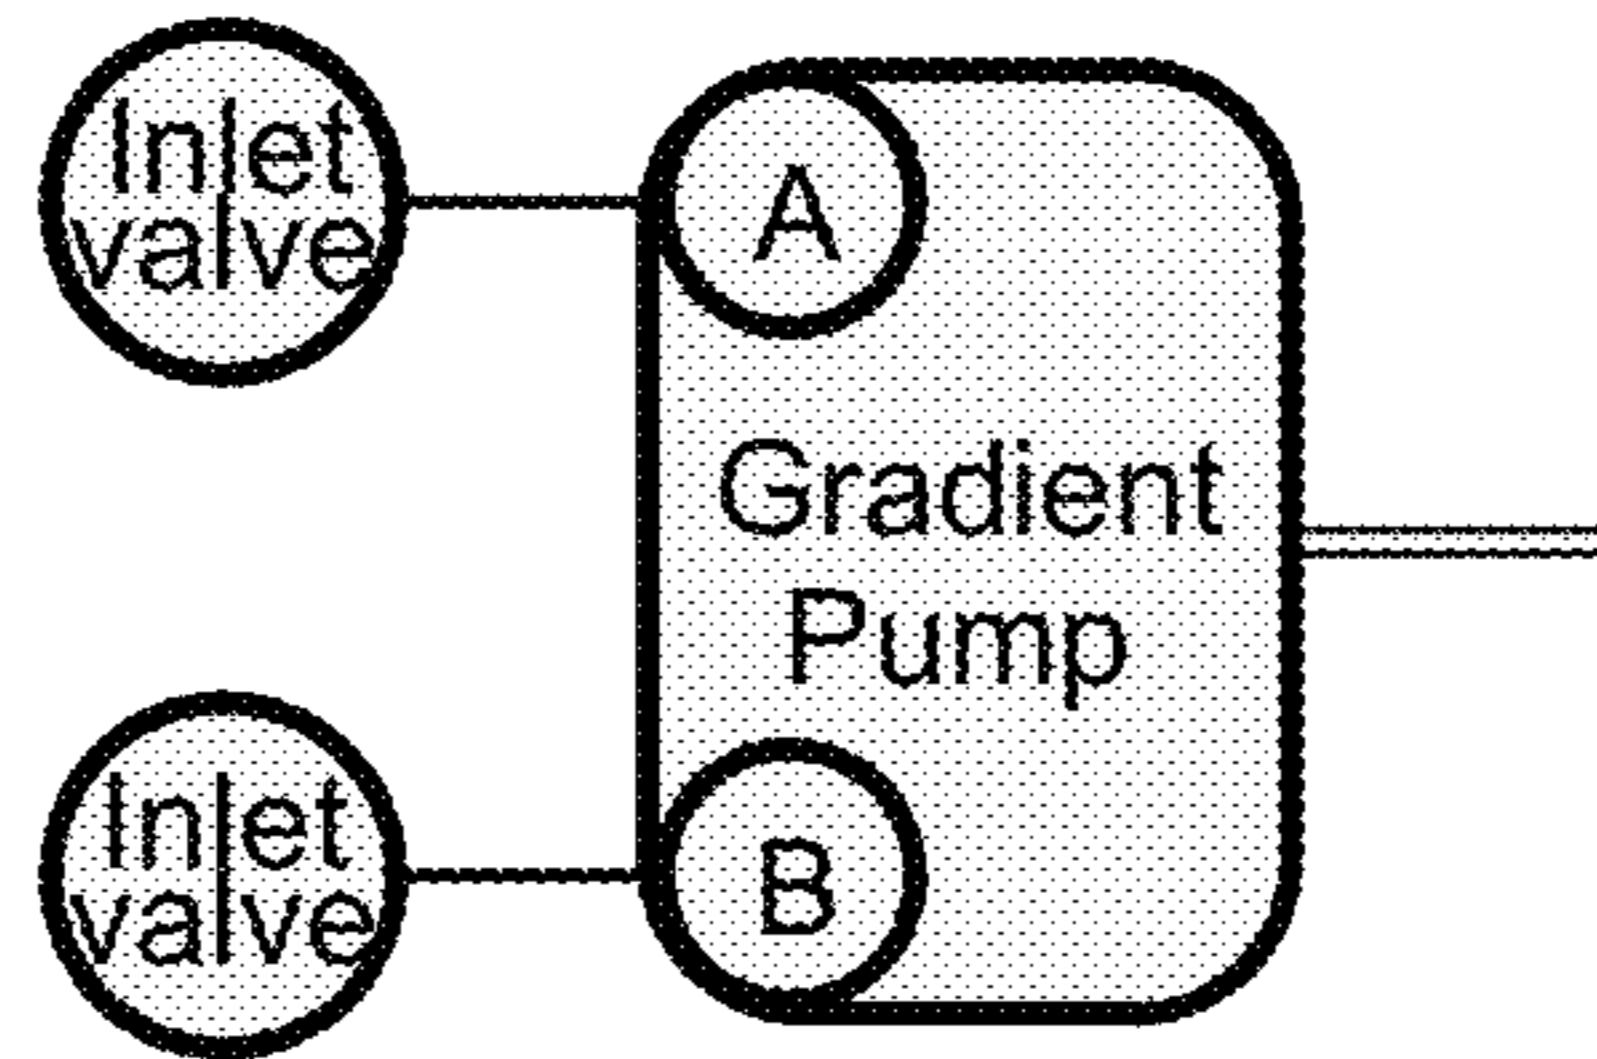 Inlet
valve
A
Gradient
Pump
Inlet
valve
B